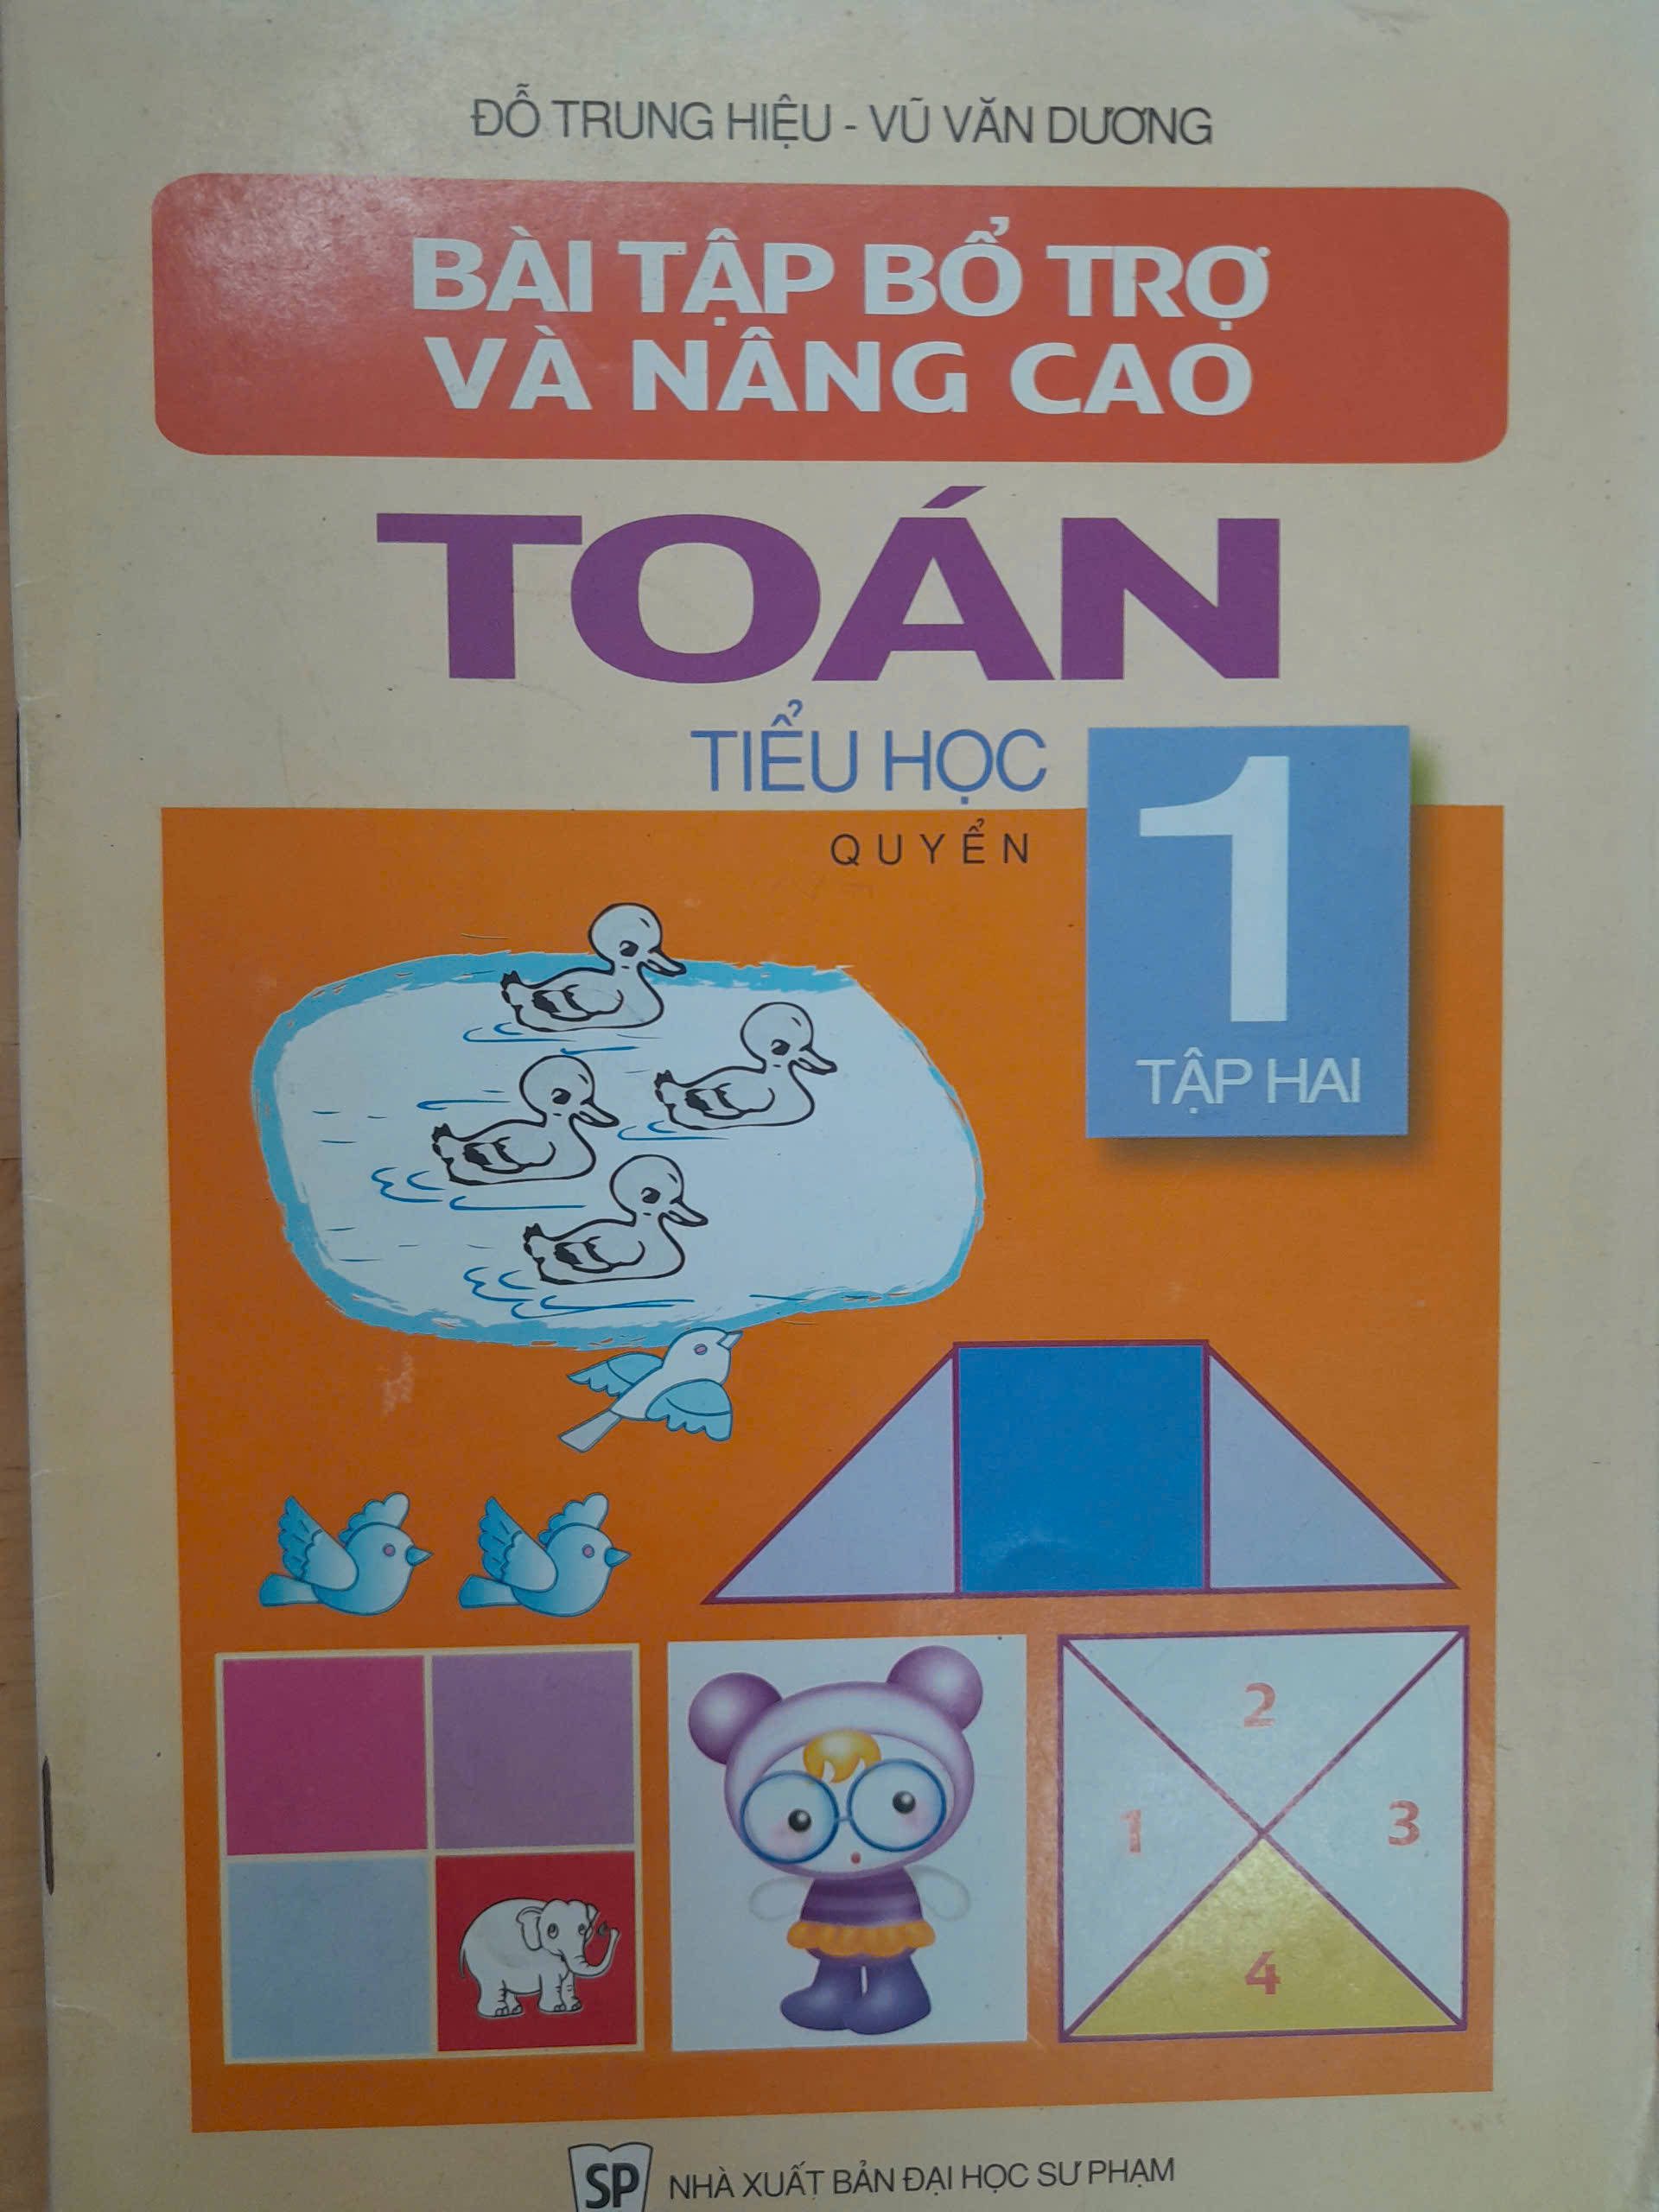 ĐỖ TRUNG HIỆU - VŨ VĂN DƯƠNG
BÀI TẬP BỔ TRỢ
VÀ NÂNG CAO
TOÁN
TIỂU HỌC
QUYỂN
1
TẬP HAI
2
1
3
4
SP
NHÀ XUẤT BẢN ĐẠI HỌC SƯ PHẠM